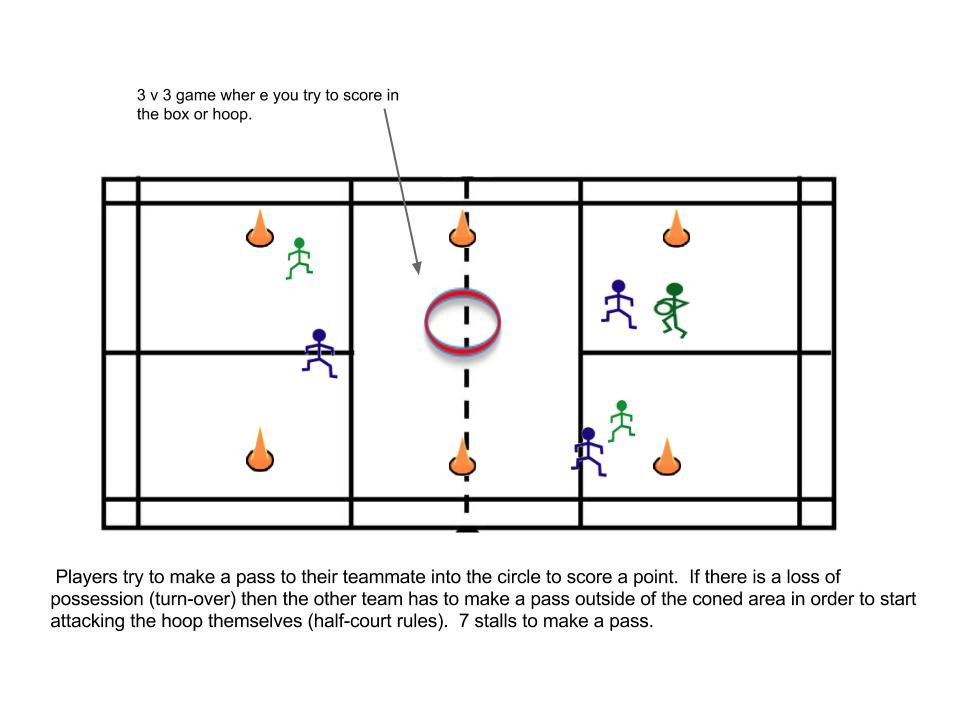 3 v 3 game wher e you try to score in
the box or hoop.
Players try to make a pass to their teammate into the circle to score a point.  If there is a loss of
possession (turn-over) then the other team has to make a pass outside of the coned area in order to start
attacking the hoop themselves (half-court rules).  7 stalls to make a pass.